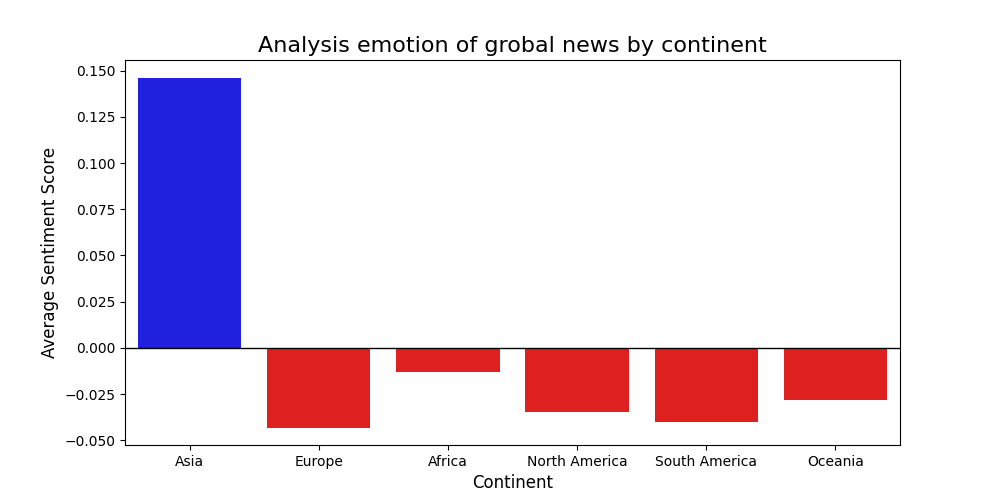 Analysis emotion of grobal news by continent
0.150
0.125
0.100
0.075
0.050
0.025
0.000
−0.025
−0.050
Average Sentiment Score
Asia Europe Africa North America South America Oceania
Continent